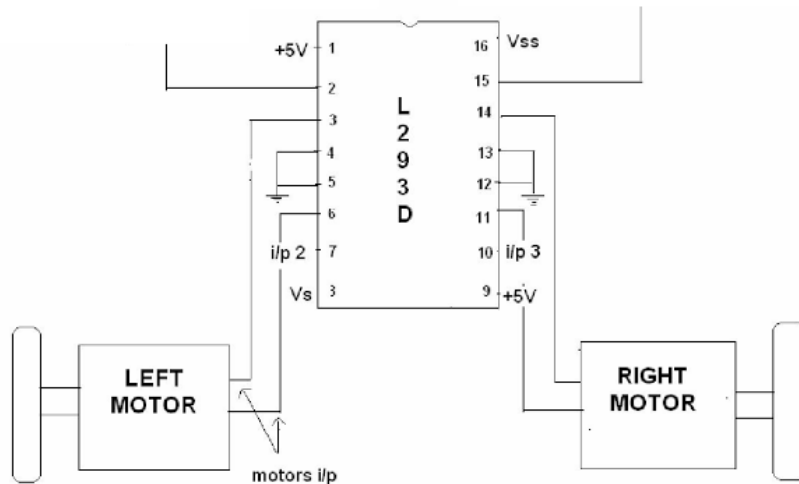 +5V 1 16 Vss
2 15
3 14
4 13
5 12
6 11
i/p 2 7 10 i/p 3
Vs 8 9 +5V
L
2
9
3
D
LEFT
MOTOR
RIGHT
MOTOR
motors i/p